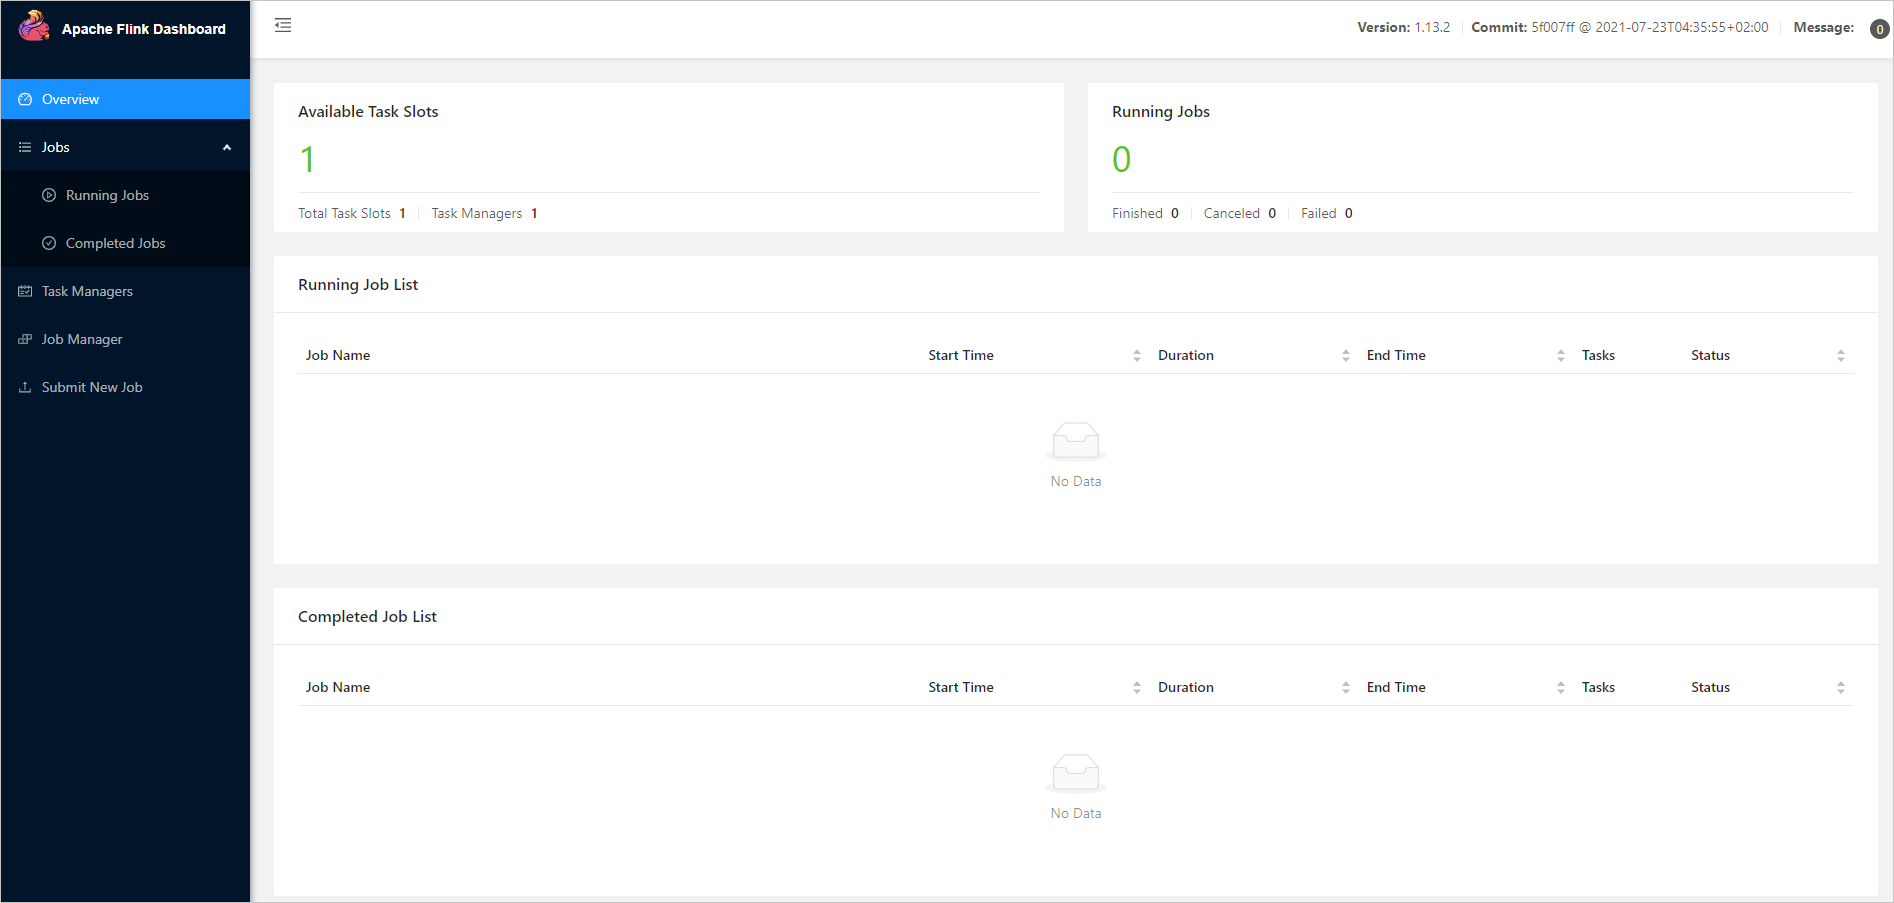 Apache Flink Dashboard
Version: 1.13.2 Commit: 5f007ff @ 2021-07-23T04:35:55+02:00 Message: 0
Overview
Jobs
Running Jobs
Completed Jobs
Task Managers
Job Manager
Submit New Job
Available Task Slots
1
Total Task Slots 1 Task Managers 1
Running Jobs
0
Finished 0 Canceled 0 Failed 0
Running Job List
Job Name Start Time Duration End Time Tasks Status
No Data
Completed Job List
Job Name Start Time Duration End Time Tasks Status
No Data